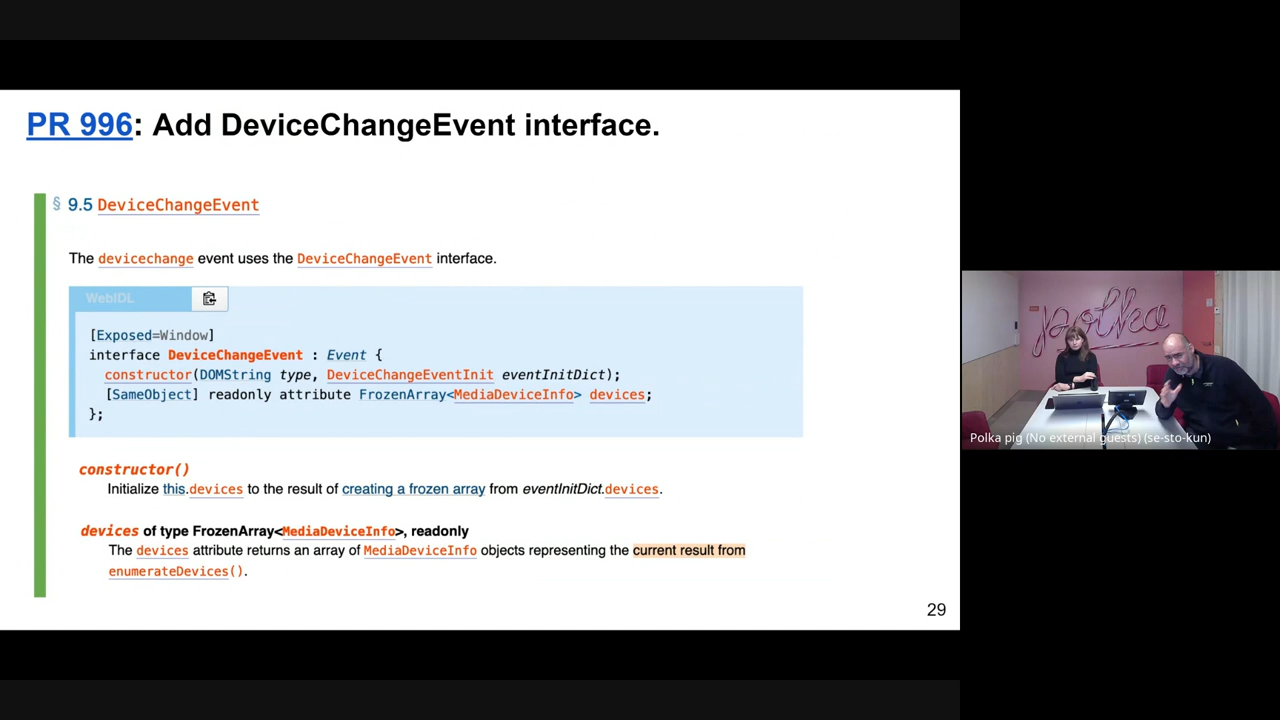 PR 996: Add DeviceChangeEvent interface.
§ 9.5 DeviceChangeEvent
The devicechange event uses the DeviceChangeEvent interface.
WebIDL
[Exposed=Window]
interface DeviceChangeEvent : Event {
constructor(DOMString type, DeviceChangeEventInit eventInitDict);
[SameObject] readonly attribute FrozenArray<MediaDeviceInfo> devices;
};
constructor()
Initialize this.devices to the result of creating a frozen array from eventInitDict.devices.
devices of type FrozenArray<MediaDeviceInfo>, readonly
The devices attribute returns an array of MediaDeviceInfo objects representing the current result from
enumerateDevices().
29
polka
Polka pig (No external guests) (se-sto-kun)